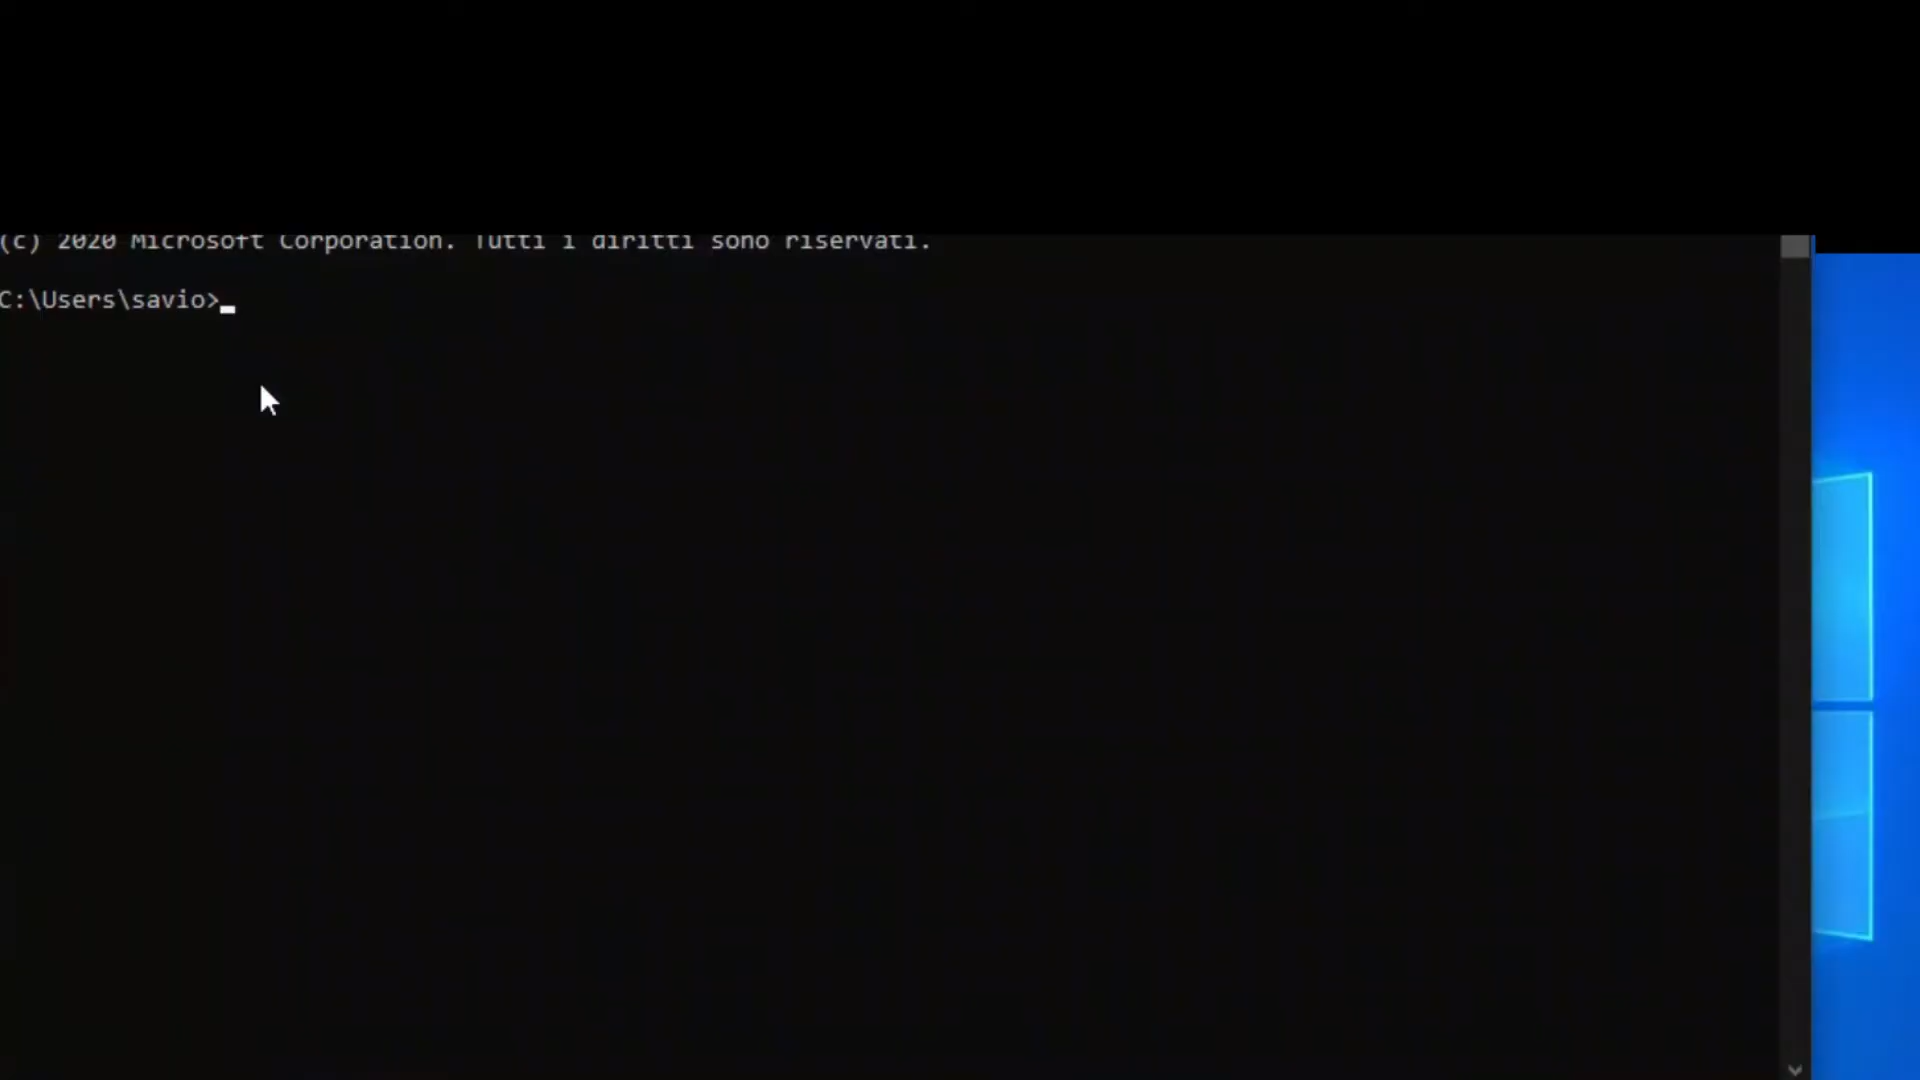 (c) 2020 Microsoft Corporation. Tutti i diritti sono riservati.
C:\Users\savio>